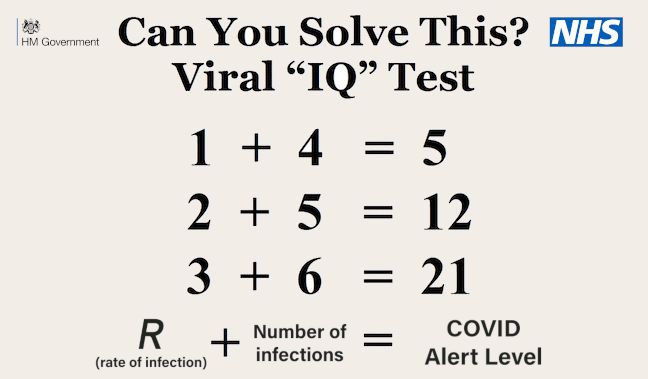 HM Government
Can You Solve This?
NHS
Viral “IQ” Test
1 + 4 = 5
2 + 5 = 12
3 + 6 = 21
R + Number of infections = COVID Alert Level
(rate of infection)